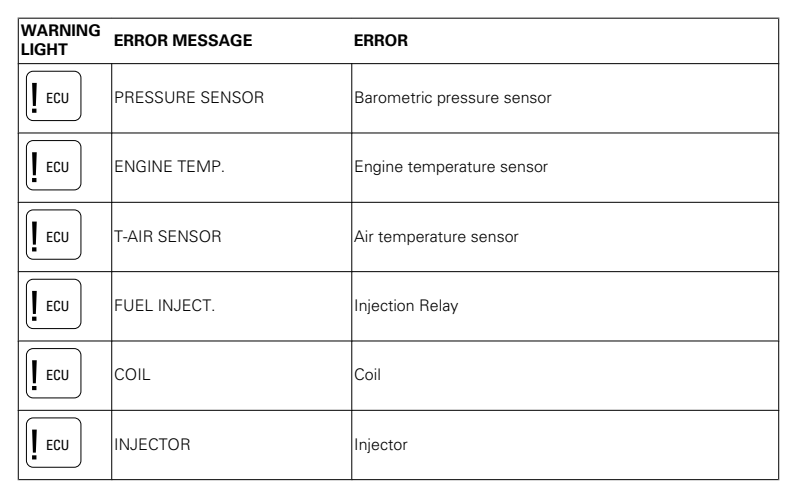 WARNING LIGHT ERROR MESSAGE ERROR
! ECU PRESSURE SENSOR Barometric pressure sensor
! ECU ENGINE TEMP. Engine temperature sensor
! ECU T-AIR SENSOR Air temperature sensor
! ECU FUEL INJECT. Injection Relay
! ECU COIL Coil
! ECU INJECTOR Injector